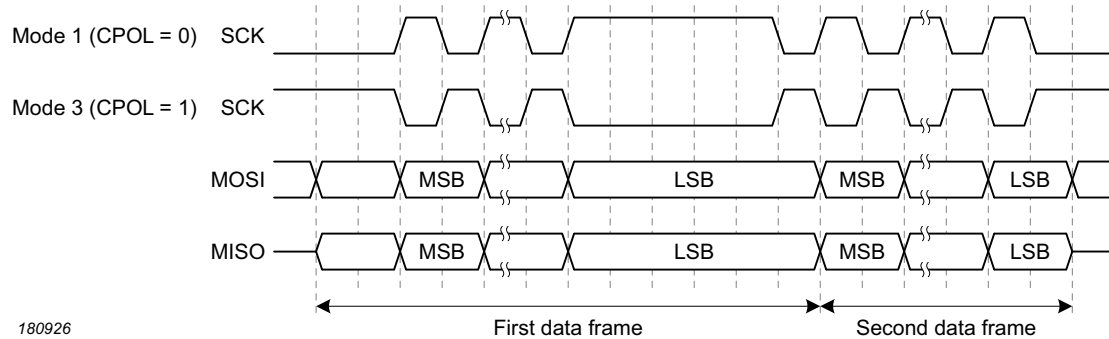 Mode 1 (CPOL = 0) SCK
Mode 3 (CPOL = 1) SCK
MOSI MSB LSB MSB LSB
MISO MSB LSB MSB LSB
First data frame Second data frame
180926